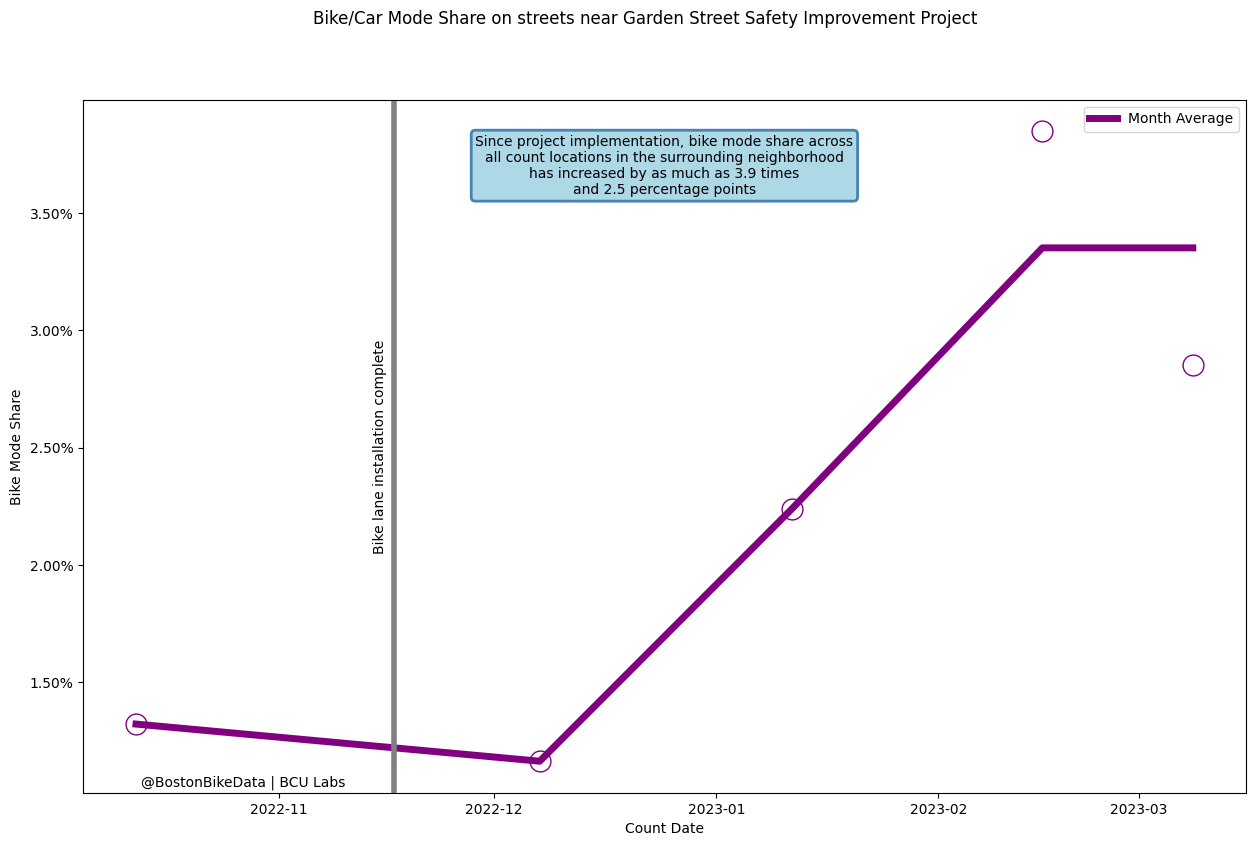 Bike/Car Mode Share on streets near Garden Street Safety Improvement Project
Month Average
Since project implementation, bike mode share across
all count locations in the surrounding neighborhood
has increased by as much as 3.9 times
and 2.5 percentage points
3.50%
3.00%
2.50%
2.00%
1.50%
Bike Mode Share
Bike lane installation complete
@BostonBikeData | BCU Labs
2022-11
2022-12
2023-01
2023-02
2023-03
Count Date